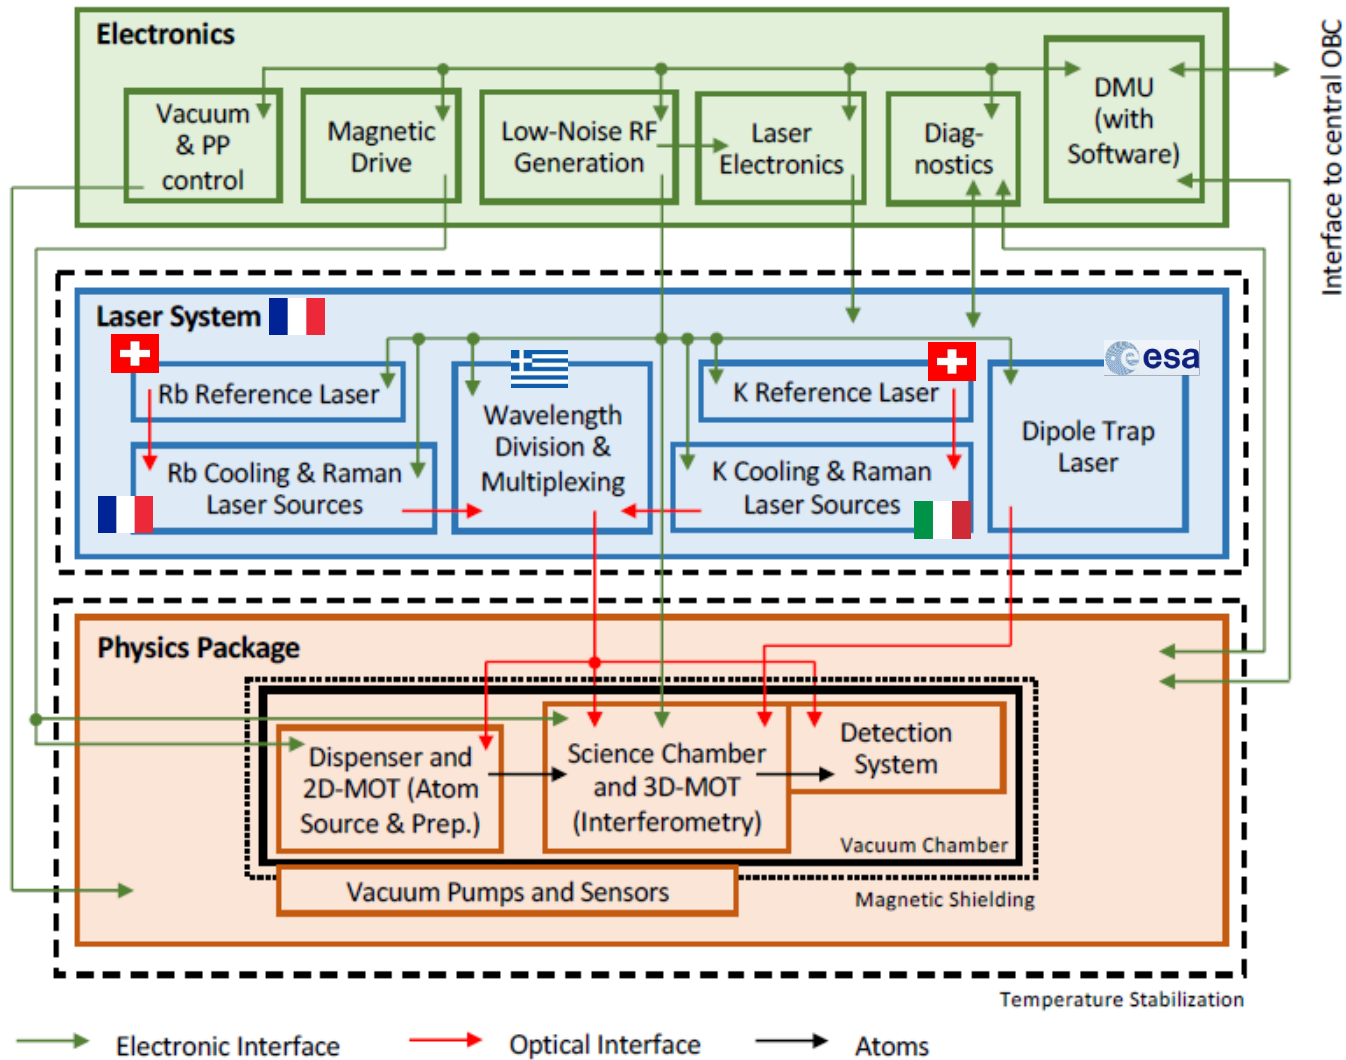 Electronics
Vacuum
& PP
control
Magnetic
Drive
Low-Noise RF
Generation
Laser
Electronics
Diag-
nostics
DMU
(with
Software)
Interface to central OBC
Laser System
esa
Rb Reference Laser
Wavelength
Division &
Multiplexing
K Reference Laser
Dipole Trap
Laser
Rb Cooling & Raman
Laser Sources
K Cooling & Raman
Laser Sources
Physics Package
Dispenser and
2D-MOT (Atom
Source & Prep.)
Science Chamber
and 3D-MOT
(Interferometry)
Detection
System
Vacuum Chamber
Vacuum Pumps and Sensors
Magnetic Shielding
Temperature Stabilization
Electronic Interface
Optical Interface
Atoms